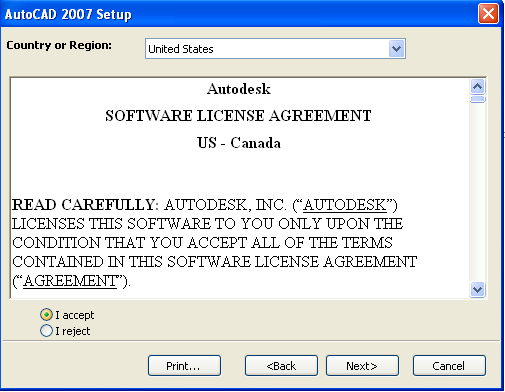 AutoCAD 2007 Setup
Country or Region: United States
Autodesk
SOFTWARE LICENSE AGREEMENT
US - Canada
READ CAREFULLY: AUTODESK, INC. (“AUTODESK”)
LICENSES THIS SOFTWARE TO YOU ONLY UPON THE
CONDITION THAT YOU ACCEPT ALL OF THE TERMS
CONTAINED IN THIS SOFTWARE LICENSE AGREEMENT
(“AGREEMENT”).
I accept
I reject
Print... <Back Next> Cancel